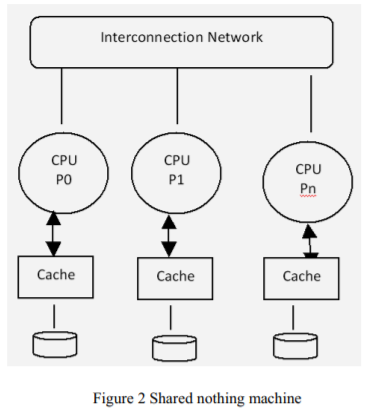 Interconnection Network
CPU
P0
CPU
P1
CPU
Pn
Cache
Cache
Cache
Figure 2 Shared nothing machine